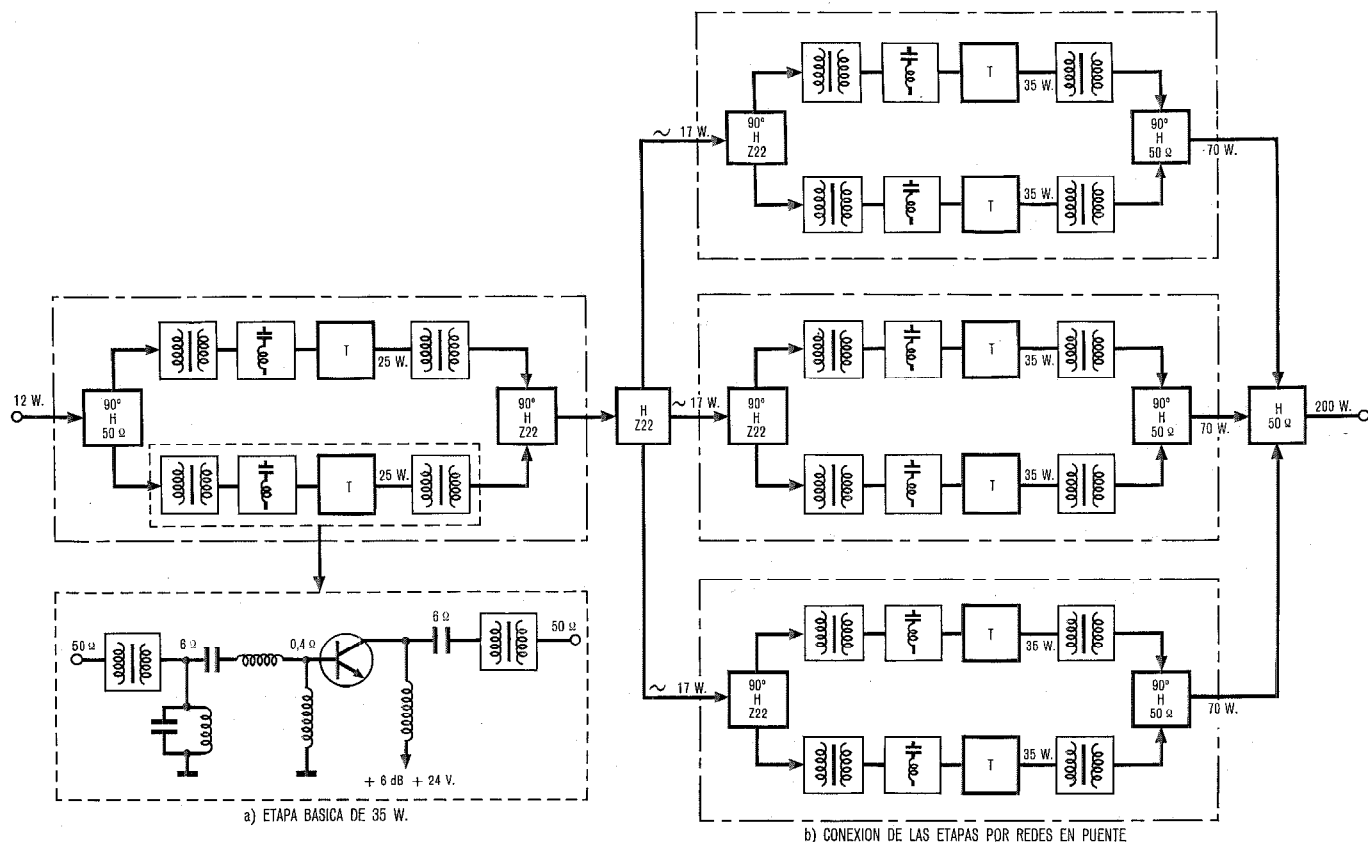 90°
H
Z22
T
35 W.
90°
H
50 Ω
T
35 W.
~ 17 W.
70 W.
12 W.
90°
H
50 Ω
T
25 W.
T
25 W.
90°
H
Z22
H
Z22
~ 17 W.
90°
H
Z22
T
35 W.
T
35 W.
90°
H
50 Ω
70 W.
H
50 Ω
200 W.
~ 17 W.
90°
H
Z22
T
35 W.
T
35 W.
90°
H
50 Ω
70 W.
50 Ω
6 Ω
0,4 Ω
6 Ω
50 Ω
+ 6 dB + 24 V.
a) ETAPA BASICA DE 35 W.
b) CONEXION DE LAS ETAPAS POR REDES EN PUENTE